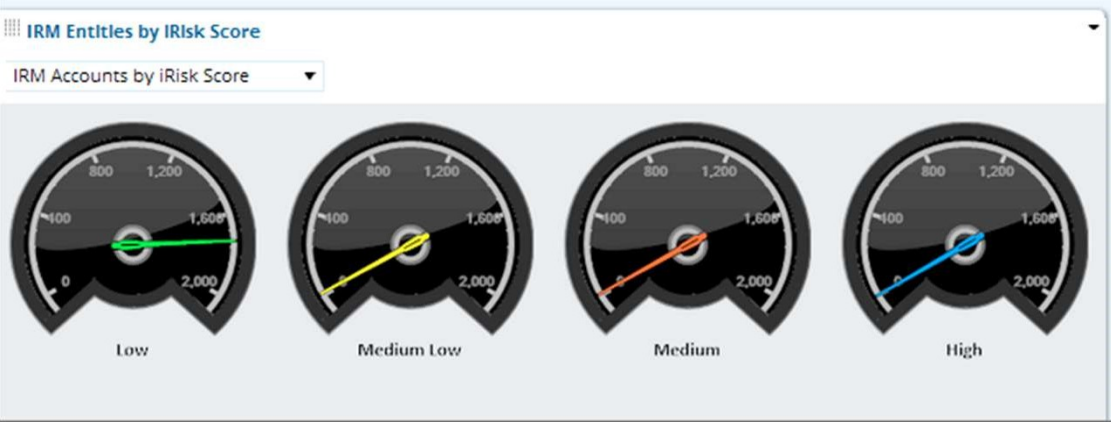 IRM Entities by iRisk Score
IRM Accounts by iRisk Score
800 1,200
400 1,600
0 2,000
Low
800 1,200
400 1,600
0 2,000
Medium Low
800 1,200
400 1,600
0 2,000
Medium
800 1,200
400 1,600
0 2,000
High